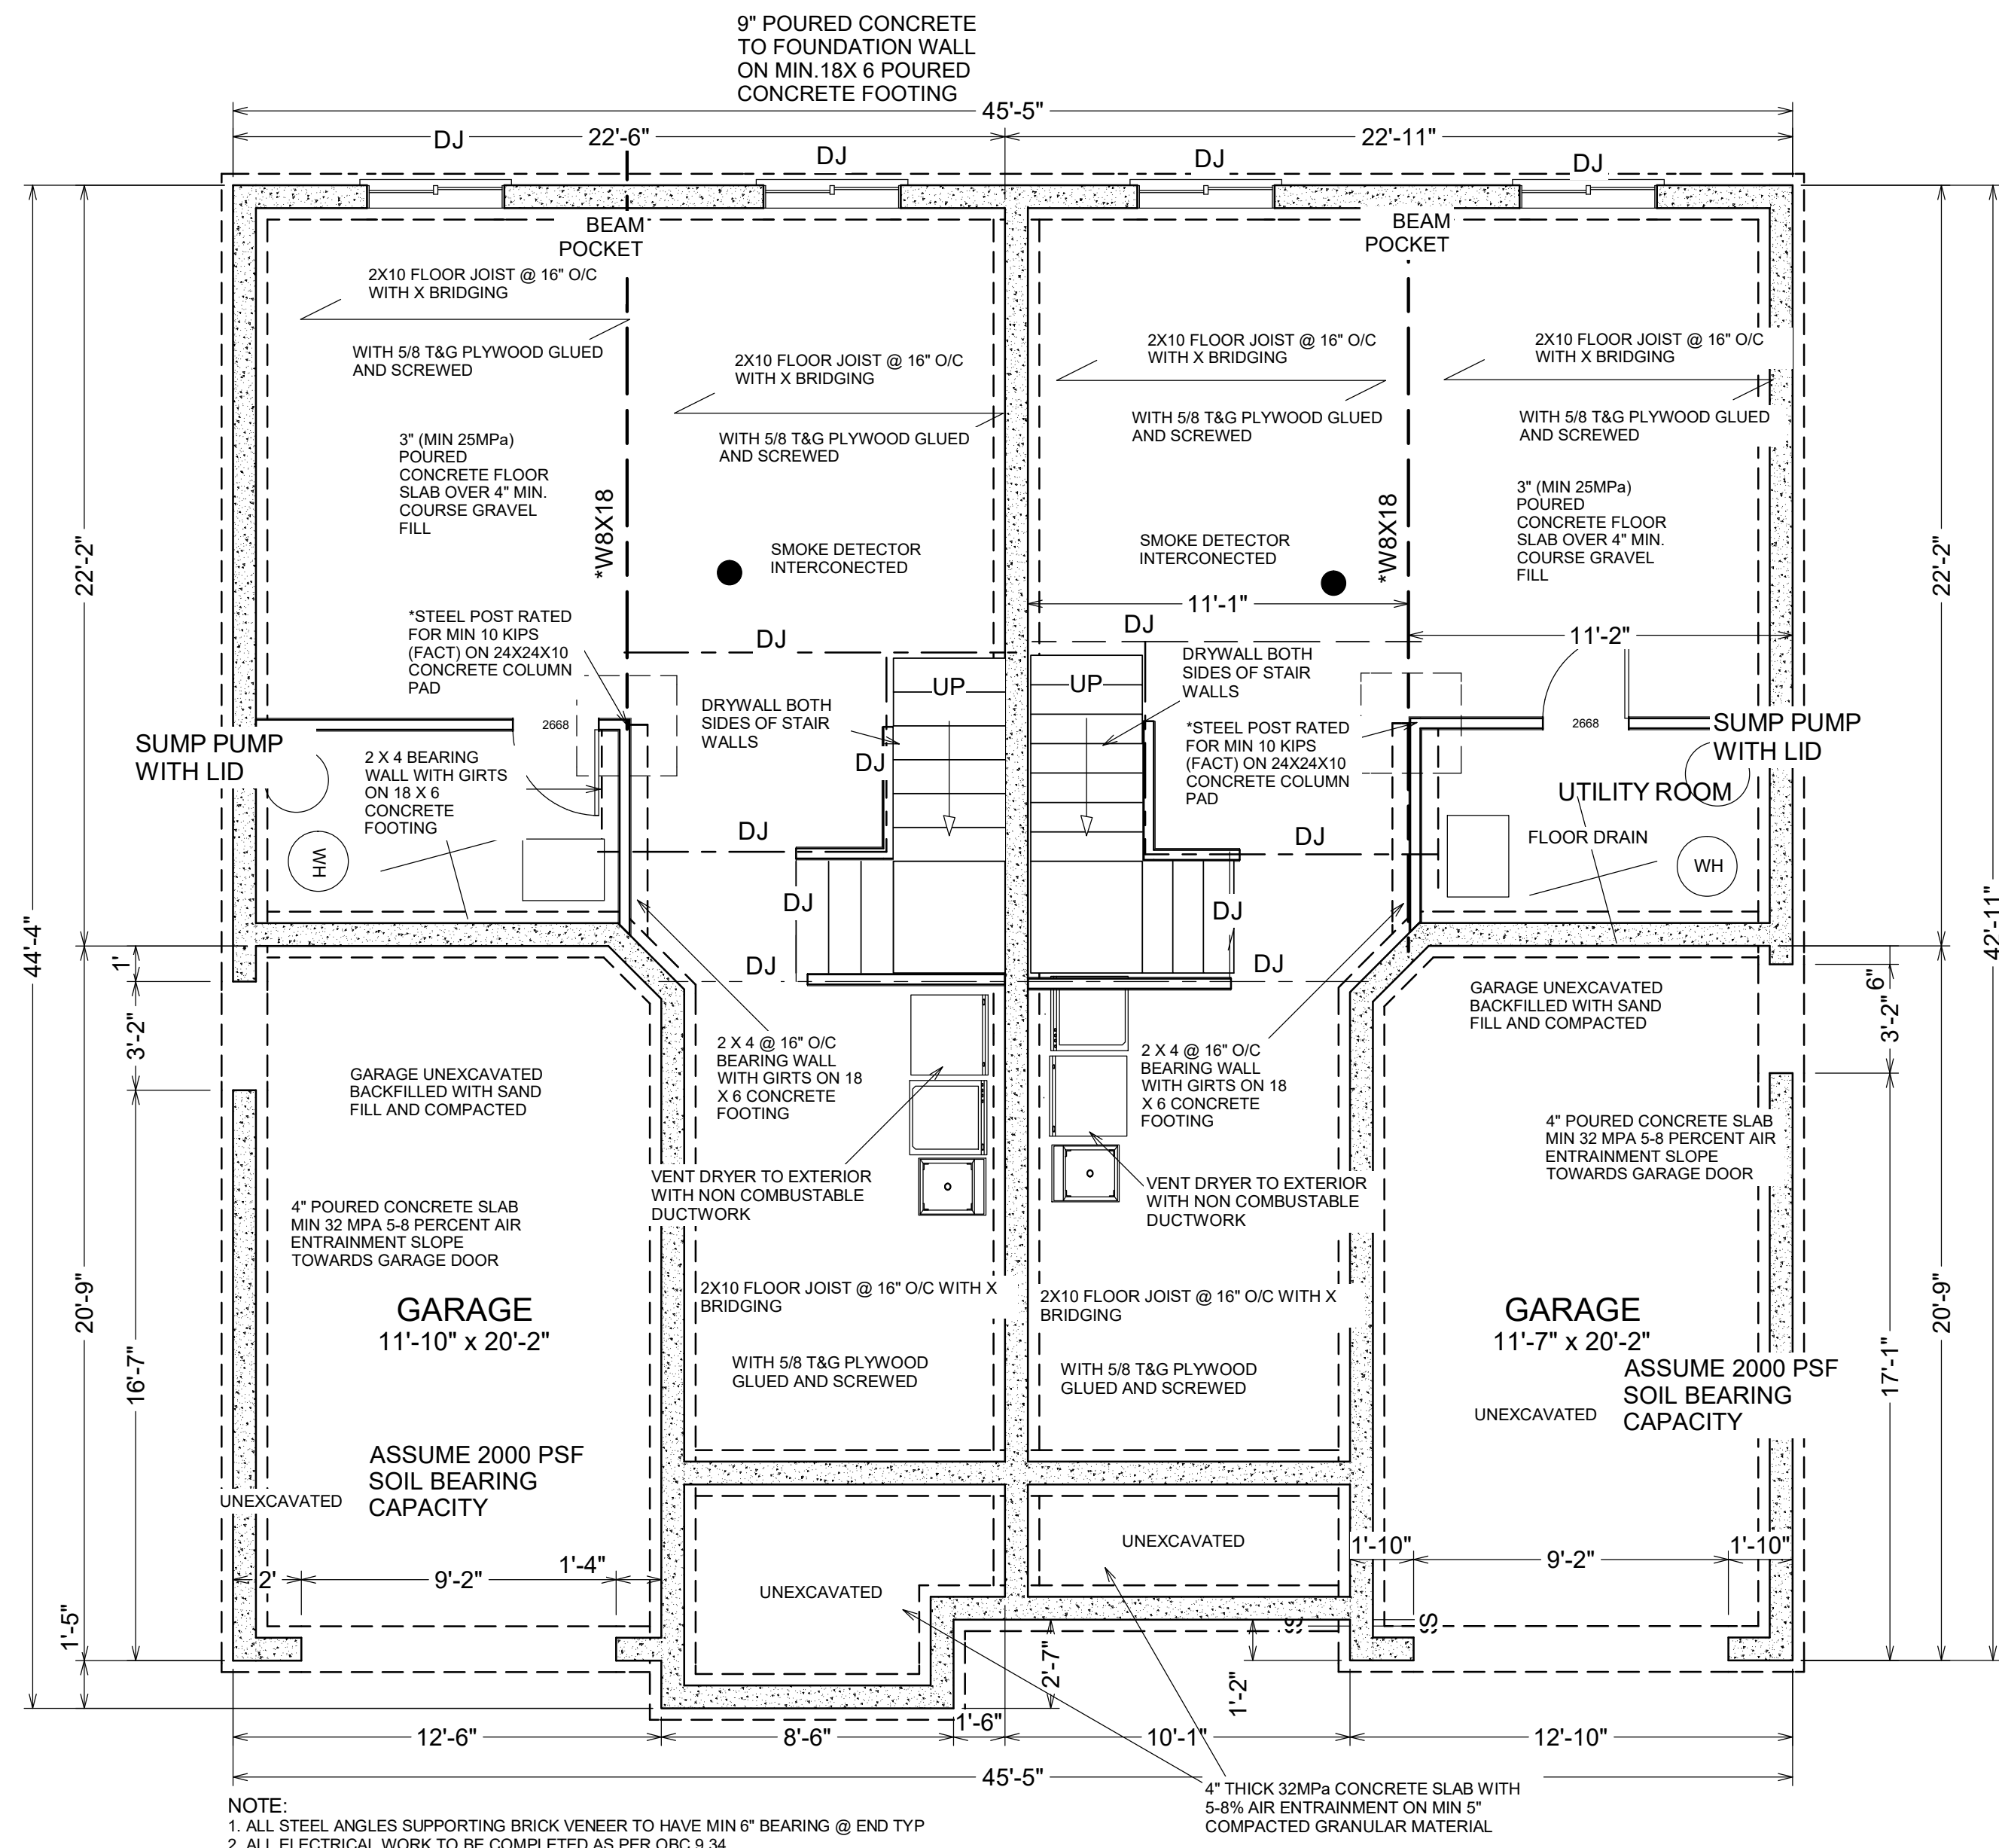 9" POURED CONCRETE
TO FOUNDATION WALL
ON MIN.18X 6 POURED
CONCRETE FOOTING
45'-5"
DJ
22'-6"
22'-11"
DJ
DJ
DJ
BEAM
POCKET
BEAM
POCKET
2X10 FLOOR JOIST @ 16" O/C
WITH X BRIDGING
WITH 5/8 T&G PLYWOOD GLUED
AND SCREWED
2X10 FLOOR JOIST @ 16" O/C
WITH X BRIDGING
WITH 5/8 T&G PLYWOOD GLUED
AND SCREWED
2X10 FLOOR JOIST @ 16" O/C
WITH X BRIDGING
WITH 5/8 T&G PLYWOOD GLUED
AND SCREWED
2X10 FLOOR JOIST @ 16" O/C
WITH X BRIDGING
WITH 5/8 T&G PLYWOOD GLUED
AND SCREWED
3" (MIN 25MPa)
POURED
CONCRETE FLOOR
SLAB OVER 4" MIN.
COURSE GRAVEL
FILL
*W8X18
SMOKE DETECTOR
INTERCONECTED
SMOKE DETECTOR
INTERCONECTED
*W8X18
3" (MIN 25MPa)
POURED
CONCRETE FLOOR
SLAB OVER 4" MIN.
COURSE GRAVEL
FILL
22'-2"
22'-2"
11'-1"
11'-2"
*STEEL POST RATED
FOR MIN 10 KIPS
(FACT) ON 24X24X10
CONCRETE COLUMN
PAD
DJ
DJ
UP
UP
DRYWALL BOTH
SIDES OF STAIR
WALLS
DRYWALL BOTH
SIDES OF STAIR
WALLS
*STEEL POST RATED
FOR MIN 10 KIPS
(FACT) ON 24X24X10
CONCRETE COLUMN
PAD
2668
2668
SUMP PUMP
WITH LID
SUMP PUMP
WITH LID
2 X 4 BEARING
WALL WITH GIRTS
ON 18 X 6
CONCRETE
FOOTING
DJ
UTILITY ROOM
FLOOR DRAIN
WH
WH
DJ
DJ
DJ
DJ
DJ
DJ
44'-4"
42'-11"
1'
3'-2"
6"
3'-2"
GARAGE UNEXCAVATED
BACKFILLED WITH SAND
FILL AND COMPACTED
GARAGE UNEXCAVATED
BACKFILLED WITH SAND
FILL AND COMPACTED
2 X 4 @ 16" O/C
BEARING WALL
WITH GIRTS ON 18
X 6 CONCRETE
FOOTING
2 X 4 @ 16" O/C
BEARING WALL
WITH GIRTS ON 18
X 6 CONCRETE
FOOTING
4" POURED CONCRETE SLAB
MIN 32 MPA 5-8 PERCENT AIR
ENTRAINMENT SLOPE
TOWARDS GARAGE DOOR
VENT DRYER TO EXTERIOR
WITH NON COMBUSTABLE
DUCTWORK
VENT DRYER TO EXTERIOR
WITH NON COMBUSTABLE
DUCTWORK
4" POURED CONCRETE SLAB
MIN 32 MPA 5-8 PERCENT AIR
ENTRAINMENT SLOPE
TOWARDS GARAGE DOOR
20'-9"
16'-7"
17'-1"
20'-9"
GARAGE
11'-10" x 20'-2"
2X10 FLOOR JOIST @ 16" O/C WITH X
BRIDGING
2X10 FLOOR JOIST @ 16" O/C WITH X
BRIDGING
GARAGE
11'-7" x 20'-2"
WITH 5/8 T&G PLYWOOD
GLUED AND SCREWED
WITH 5/8 T&G PLYWOOD
GLUED AND SCREWED
ASSUME 2000 PSF
SOIL BEARING
CAPACITY
UNEXCAVATED
ASSUME 2000 PSF
SOIL BEARING
CAPACITY
UNEXCAVATED
UNEXCAVATED
UNEXCAVATED
2'
9'-2"
1'-4"
1'-10"
9'-2"
1'-10"
1'-5"
2'-7"
1'-2"
SS
SS
12'-6"
8'-6"
1'-6"
10'-1"
12'-10"
45'-5"
4" THICK 32MPa CONCRETE SLAB WITH
5-8% AIR ENTRAINMENT ON MIN 5"
COMPACTED GRANULAR MATERIAL
NOTE:
1. ALL STEEL ANGLES SUPPORTING BRICK VENEER TO HAVE MIN 6" BEARING @ END TYP
2. ALL ELECTRICAL WORK TO BE COMPLETED AS PER OBC 9.34